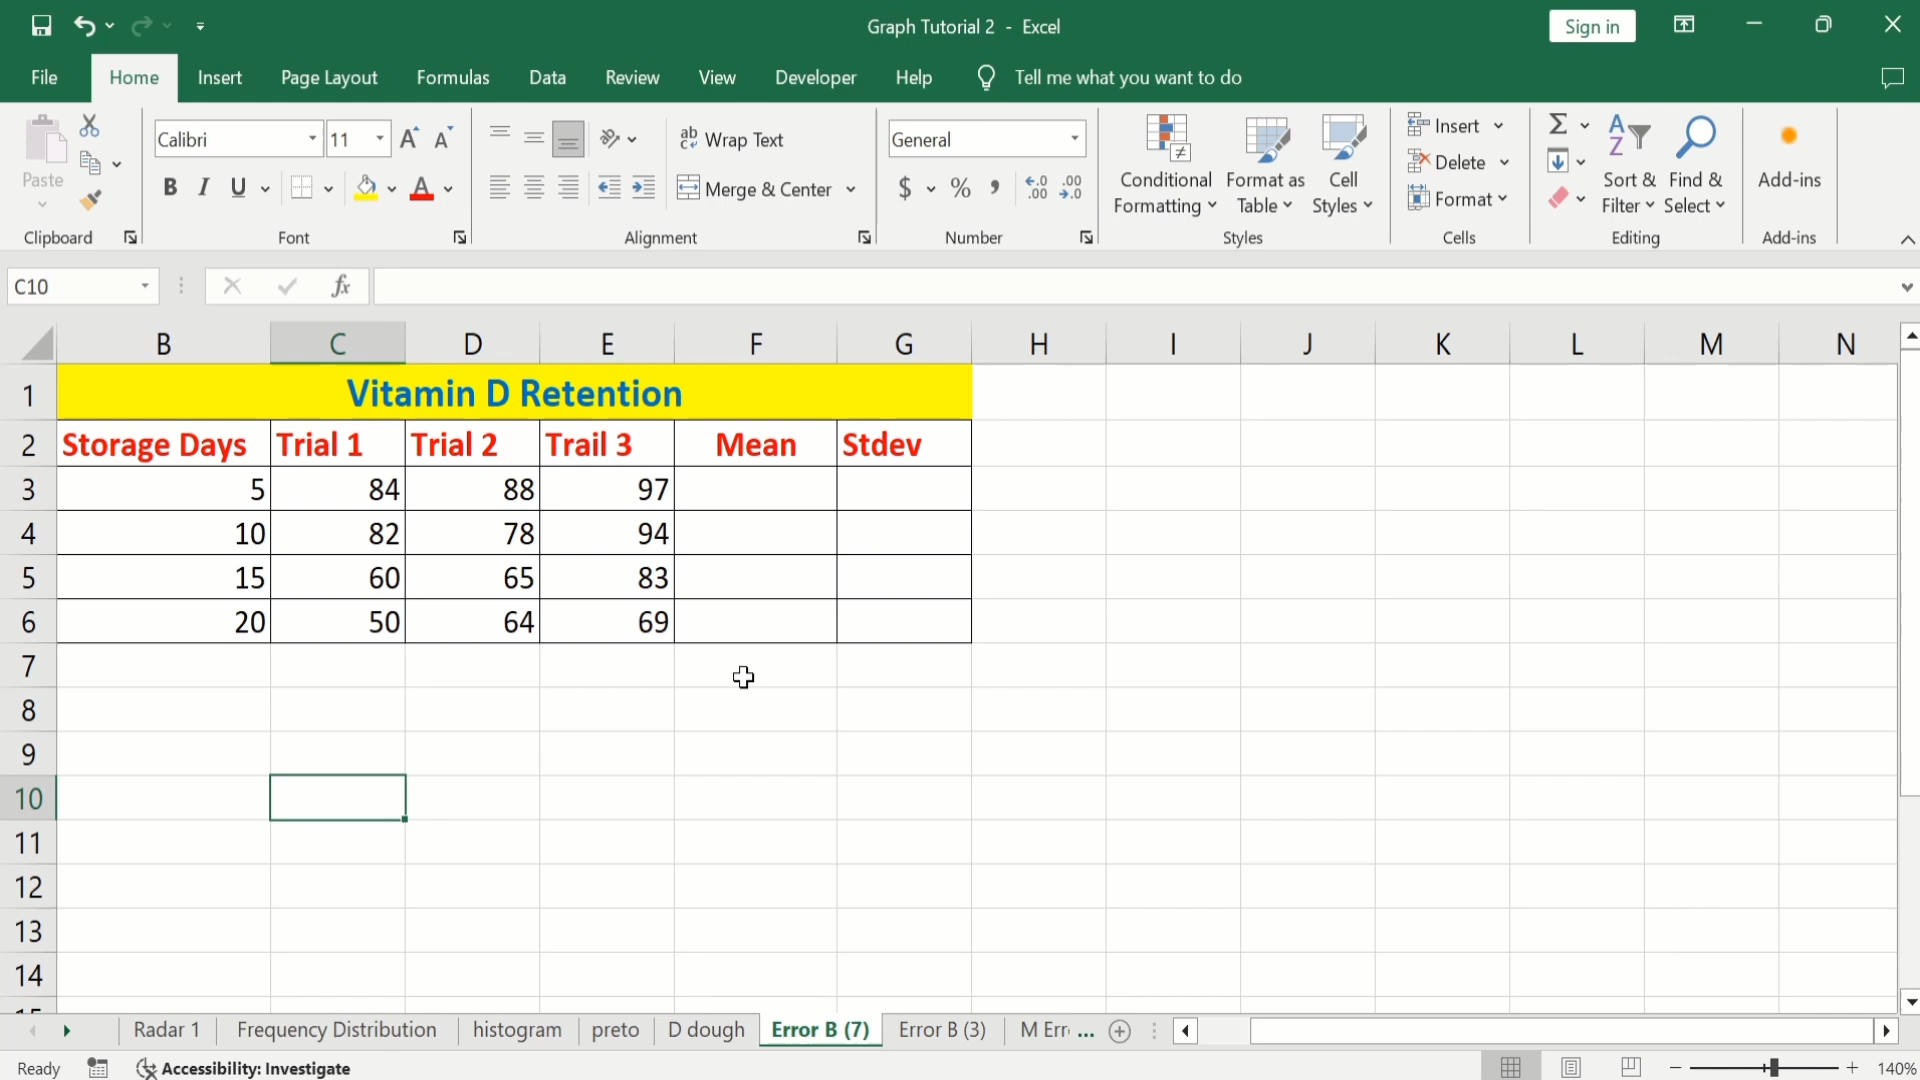 Graph Tutorial 2 - Excel
Sign in
File Home Insert Page Layout Formulas Data Review View Developer Help Tell me what you want to do
Paste
Clipboard
Calibri 11
B I U
Font
Wrap Text
Merge & Center
Alignment
General
$ % ,
Number
Conditional Formatting
Format as Table
Cell Styles
Styles
Insert
Delete
Format
Cells
Sort & Filter
Find & Select
Editing
Add-ins
Add-ins
C10 fx
B C D E F G H I J K L M N
1 Vitamin D Retention
2 Storage Days Trial 1 Trial 2 Trail 3 Mean Stdev
3 5 84 88 97
4 10 82 78 94
5 15 60 65 83
6 20 50 64 69
7
8
9
10
11
12
13
14
Radar 1 Frequency Distribution histogram preto D dough Error B (7) Error B (3) M Err ...
Ready Accessibility: Investigate 140%